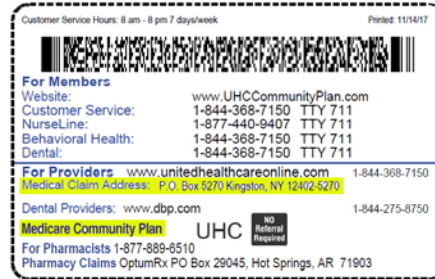 Customer Service Hours: 8 am - 8 pm 7 days/week Printed: 11/14/17
For Members
Website: www.UHCCommunityPlan.com
Customer Service: 1-844-368-7150 TTY 711
NurseLine: 1-877-440-9407 TTY 711
Behavioral Health: 1-844-368-7150 TTY 711
Dental: 1-844-368-7150 TTY 711
For Providers www.unitedhealthcareonline.com 1-844-368-7150
Medical Claim Address: P.O. Box 5270 Kingston, NY 12402-5270
Dental Providers: www.dbp.com 1-844-275-8750
Medicare Community Plan UHC NO Referral Required
For Pharmacists 1-877-889-6510
Pharmacy Claims OptumRx PO Box 29045, Hot Springs, AR 71903